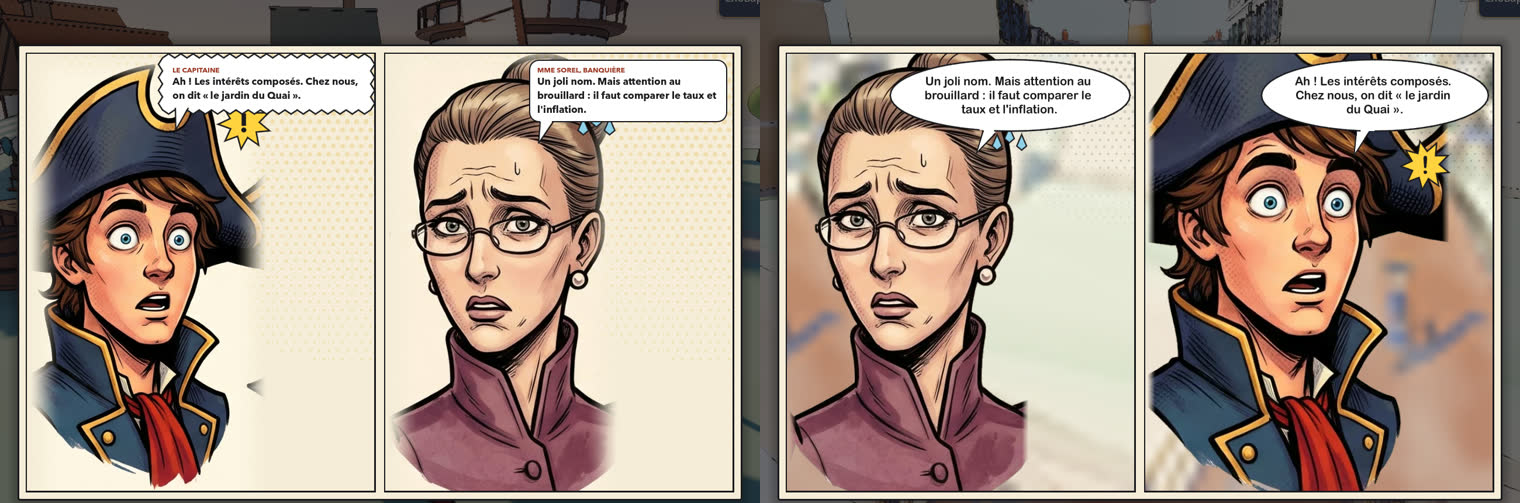 LE CAPITAINE
Ah ! Les intérêts composés. Chez nous,
on dit « le jardin du Quai ».
!
MME SOREL, BANQUIÈRE
Un joli nom. Mais attention au
brouillard : il faut comparer le taux et
l'inflation.
Un joli nom. Mais attention au
brouillard : il faut comparer le
taux et l'inflation.
Ah ! Les intérêts composés.
Chez nous, on dit « le jardin
du Quai ».
!